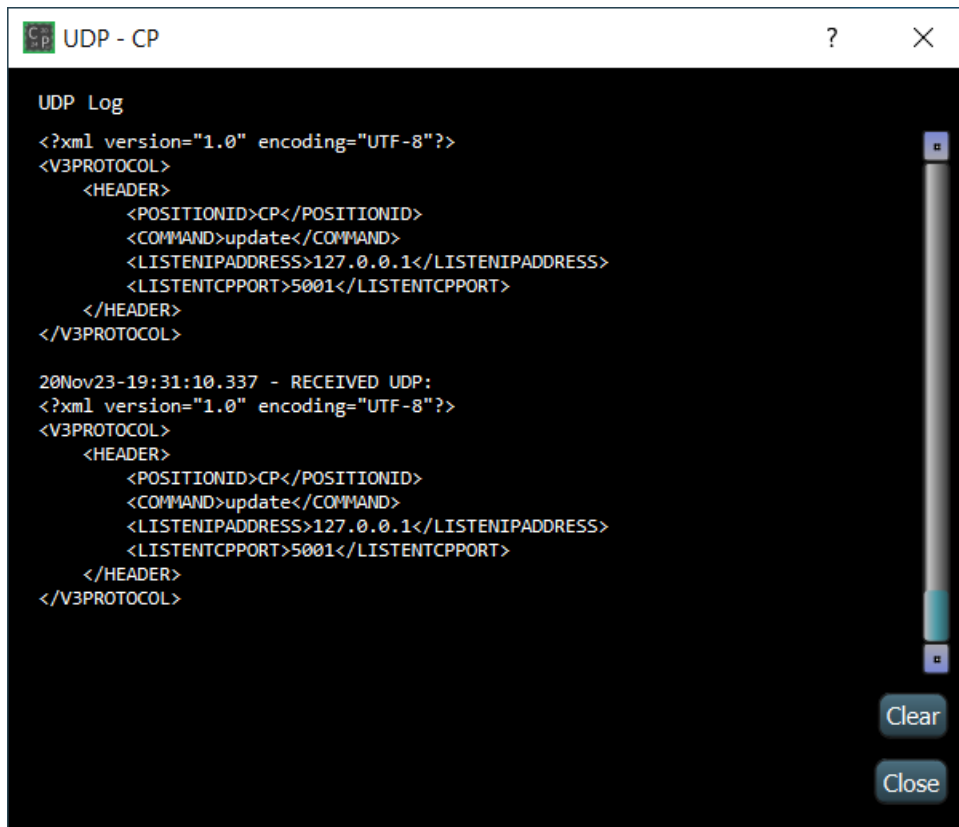 UDP - CP
?
UDP Log
<?xml version="1.0" encoding="UTF-8"?>
<V3PROTOCOL>
    <HEADER>
        <POSITIONID>CP</POSITIONID>
        <COMMAND>update</COMMAND>
        <LISTENIPADDRESS>127.0.0.1</LISTENIPADDRESS>
        <LISTENTCPPORT>5001</LISTENTCPPORT>
    </HEADER>
</V3PROTOCOL>

20Nov23-19:31:10.337 - RECEIVED UDP:
<?xml version="1.0" encoding="UTF-8"?>
<V3PROTOCOL>
    <HEADER>
        <POSITIONID>CP</POSITIONID>
        <COMMAND>update</COMMAND>
        <LISTENIPADDRESS>127.0.0.1</LISTENIPADDRESS>
        <LISTENTCPPORT>5001</LISTENTCPPORT>
    </HEADER>
</V3PROTOCOL>
Clear
Close